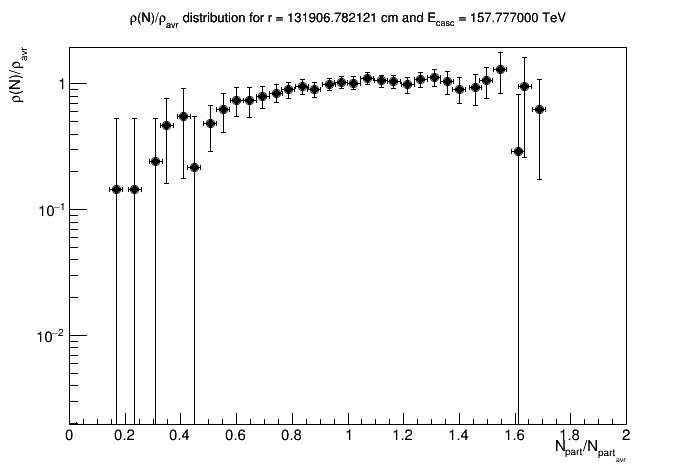 ρ(N)/ρavr distribution for r = 131906.782121 cm and Ecasc = 157.777000 TeV
ρ(N)/ρavr
1
10−1
10−2
0 0.2 0.4 0.6 0.8 1 1.2 1.4 1.6 1.8 2
Npart/Npartavr